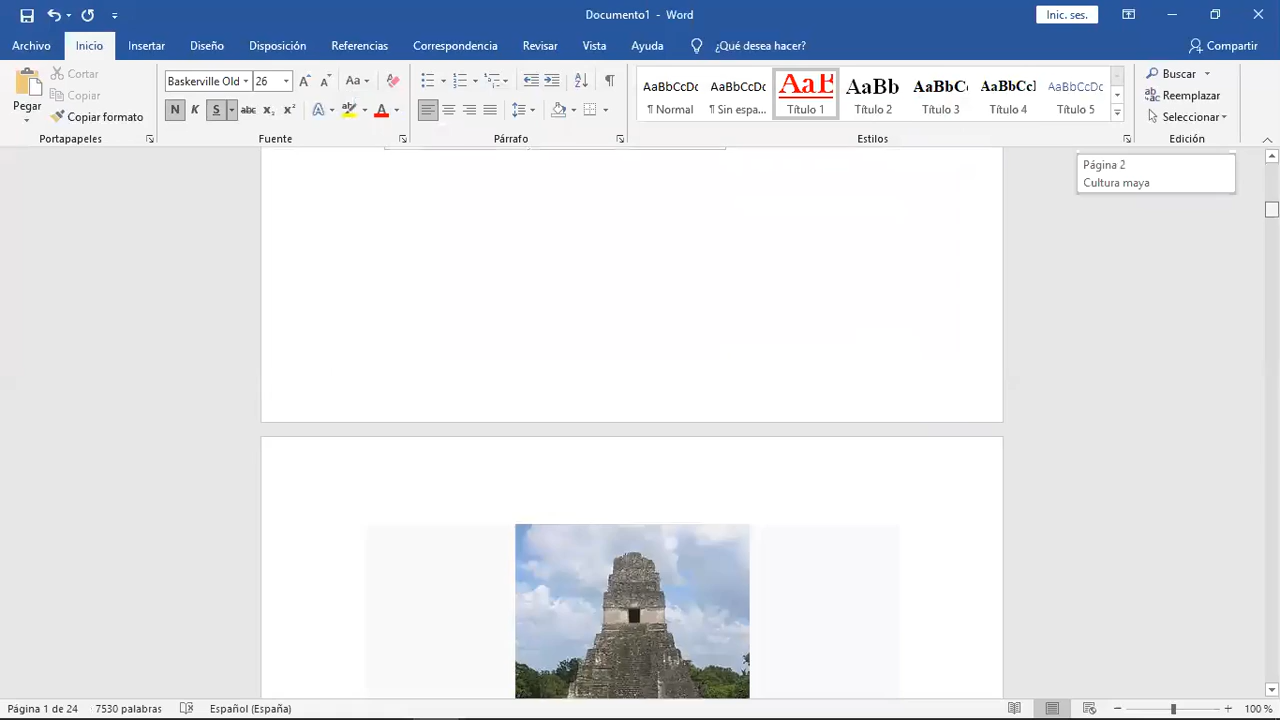 Documento1 - Word
Inic. ses.
Archivo
Inicio
Insertar
Diseño
Disposición
Referencias
Correspondencia
Revisar
Vista
Ayuda
¿Qué desea hacer?
Compartir
Pegar
Cortar
Copiar
Copiar formato
Portapapeles
Baskerville Old
26
Aa
N K S abc x₂ x²
A
A
Fuente
Párrafo
AaBbCcDc
¶ Normal
AaBbCcDc
¶ Sin espa...
AaB
Título 1
AaBb
Título 2
AaBbCc
Título 3
AaBbCcI
Título 4
AaBbCcDc
Título 5
Estilos
Buscar
Reemplazar
Seleccionar
Edición
Página 2
Cultura maya
Página 1 de 24
7530 palabras
Español (España)
100 %